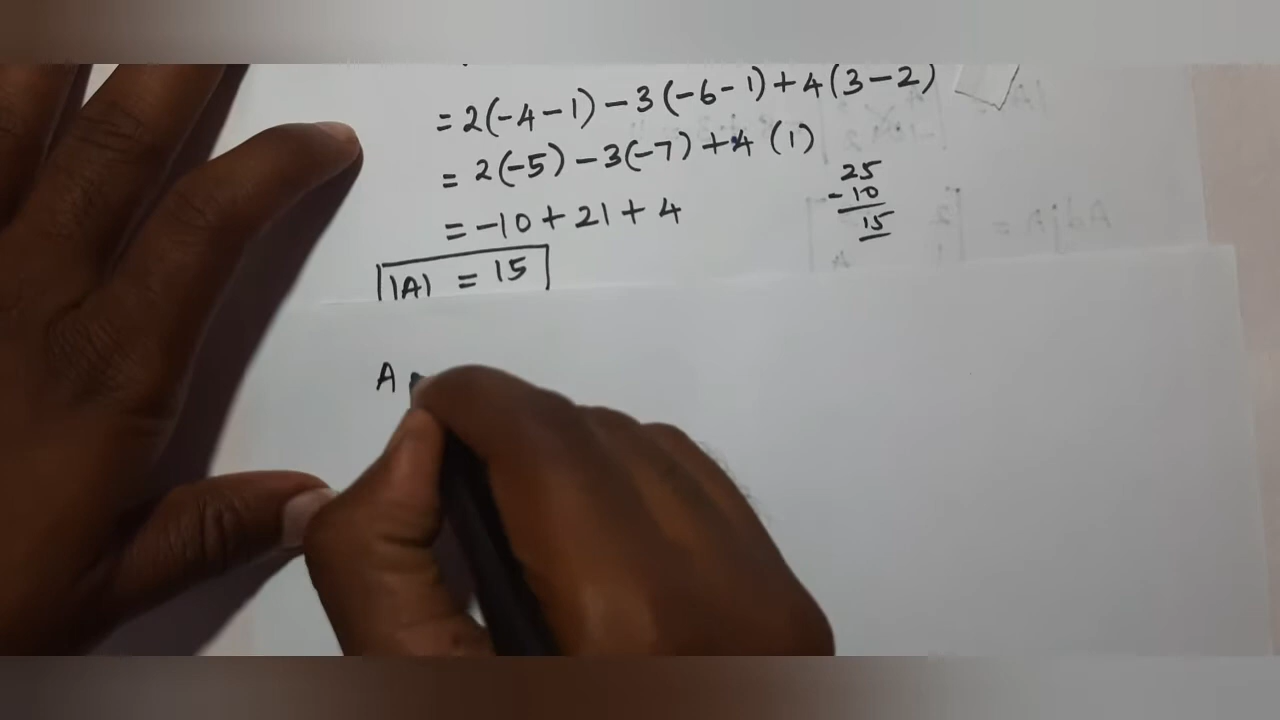 = 2(-4-1) -3(-6-1)+4(3-2)
= 2(-5) -3(-7) +4 (1)
= -10 + 21 + 4
25
- 10
15
|A| = 15
A